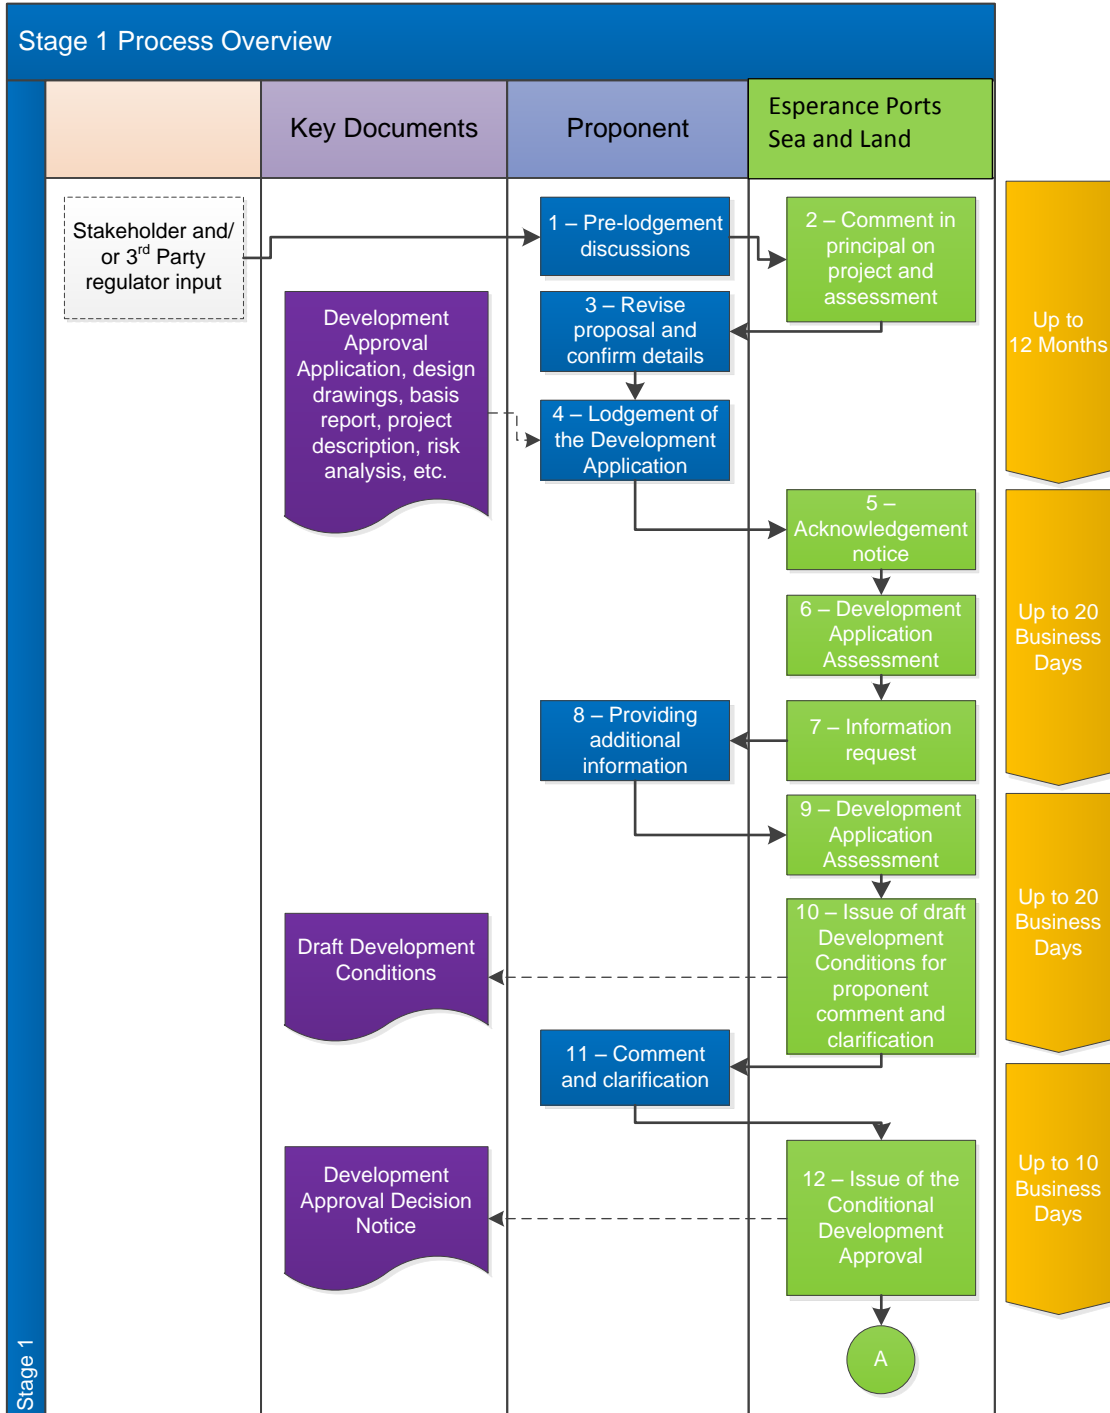 Stage 1 Process Overview
Key Documents
Proponent
Esperance Ports
Sea and Land
Stakeholder and/
or 3rd Party
regulator input
1 – Pre-lodgement
discussions
2 – Comment in
principal on
project and
assessment
Up to
12 Months
Development
Approval
Application, design
drawings, basis
report, project
description, risk
analysis, etc.
3 – Revise
proposal and
confirm details
4 – Lodgement of
the Development
Application
5 –
Acknowledgement
notice
6 – Development
Application
Assessment
Up to 20
Business
Days
7 – Information
request
8 – Providing
additional
information
9 – Development
Application
Assessment
10 – Issue of draft
Development
Conditions for
proponent
comment and
clarification
Up to 20
Business
Days
Draft Development
Conditions
11 – Comment
and clarification
12 – Issue of the
Conditional
Development
Approval
Up to 10
Business
Days
Development
Approval Decision
Notice
A
Stage 1